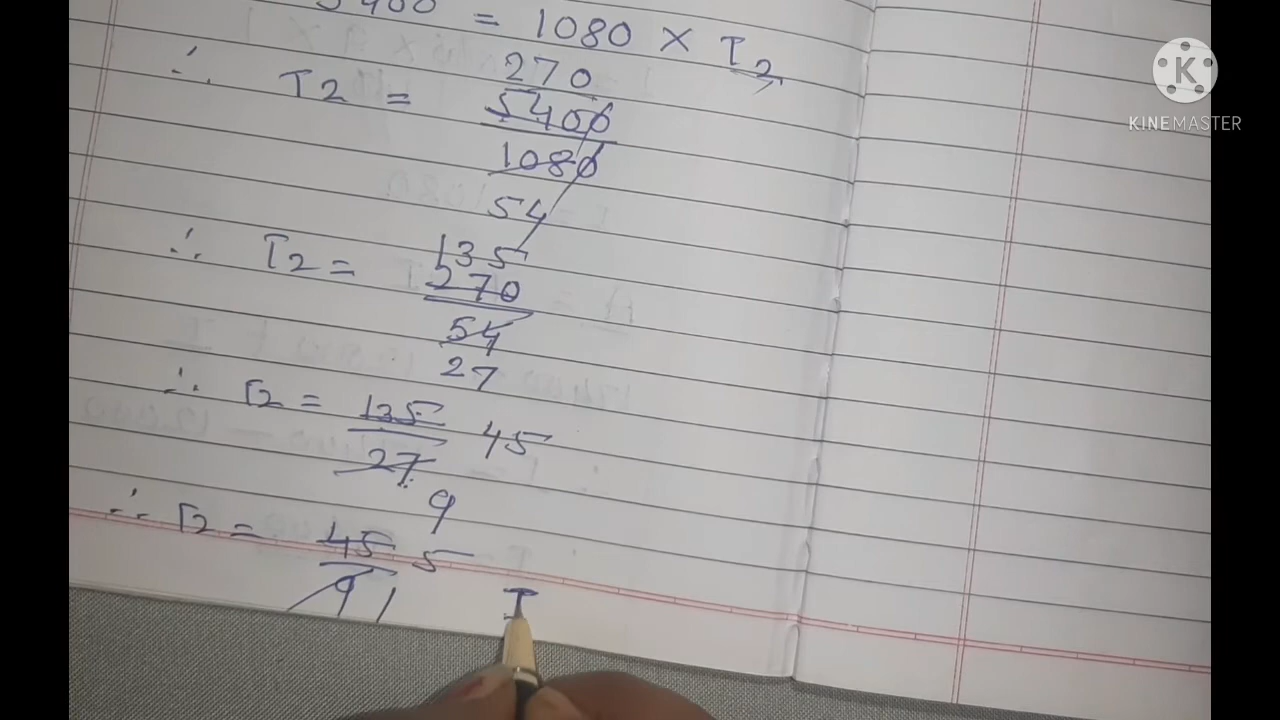 5400 = 1080 × T2
270
∴ T2 = 5400
1080
54
135
∴ T2 = 270
54
27
∴ T2 = 135 45
27
9
∴ T2 = 45 5
9 1
I
K
KINEMASTER